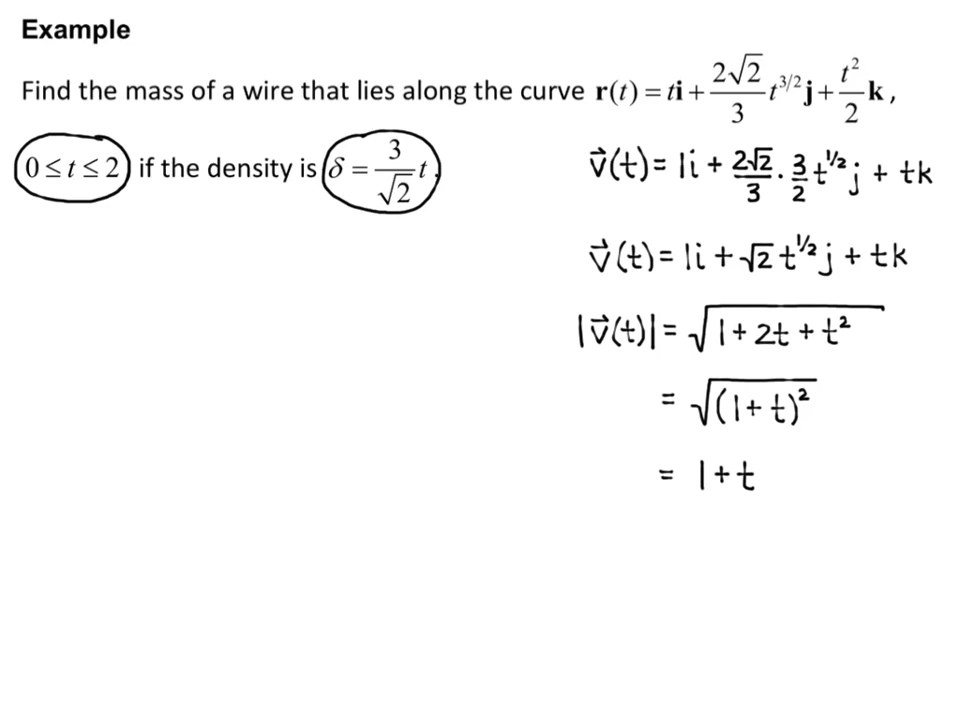 Example
Find the mass of a wire that lies along the curve r(t) = ti + 2√2/3 t^3/2 j + t²/2 k,
0 ≤ t ≤ 2 if the density is δ = 3/√2 t.
v⃗(t) = 1i + 2√2/3 · 3/2 t^1/2 j + tk
v⃗(t) = 1i + √2 t^1/2 j + tk
|v⃗(t)| = √(1 + 2t + t²)
= √((1 + t)²)
= 1 + t